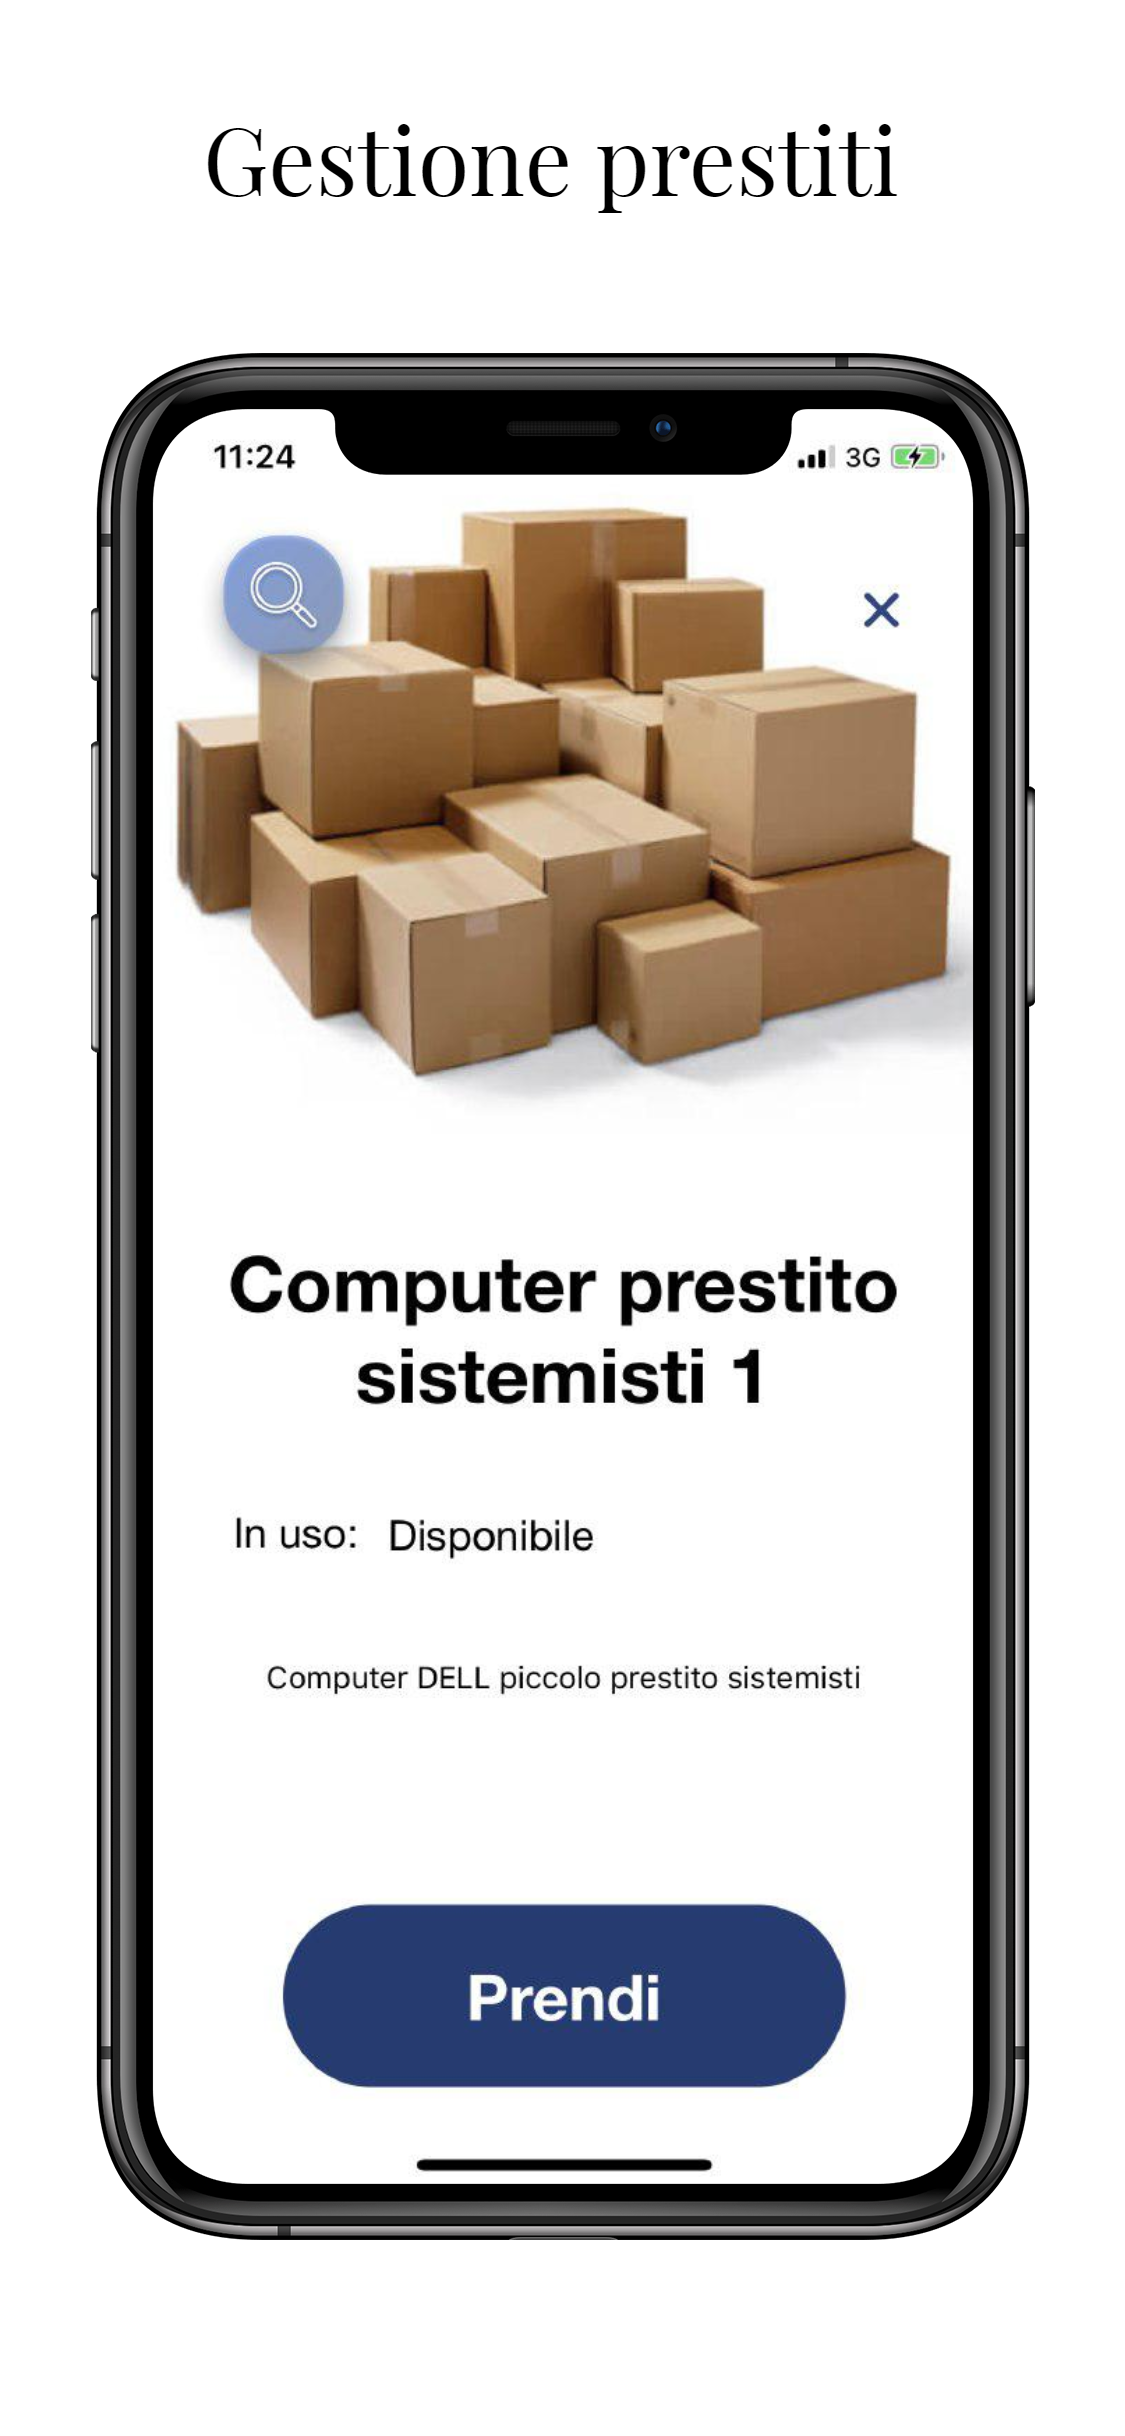 Gestione prestiti
11:24
3G
Computer prestito
sistemisti 1
In uso: Disponibile
Computer DELL piccolo prestito sistemisti
Prendi